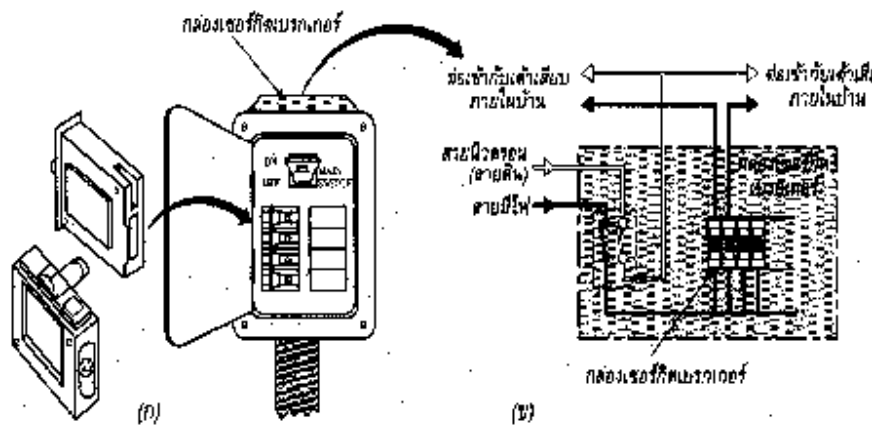 กล่องเซอร์กิตเบรกเกอร์
ต่อเข้ากับเต้าเสียบ
ภายในบ้าน
ต่อเข้ากับเต้าเสีย
ภายในบ้าน
ON
OFF
MAIN
สายนิวตรอน
(สายดิน)
สายมีไฟ
กล่องเซอร์กิตเบรกเกอร์
(ก)
(ข)